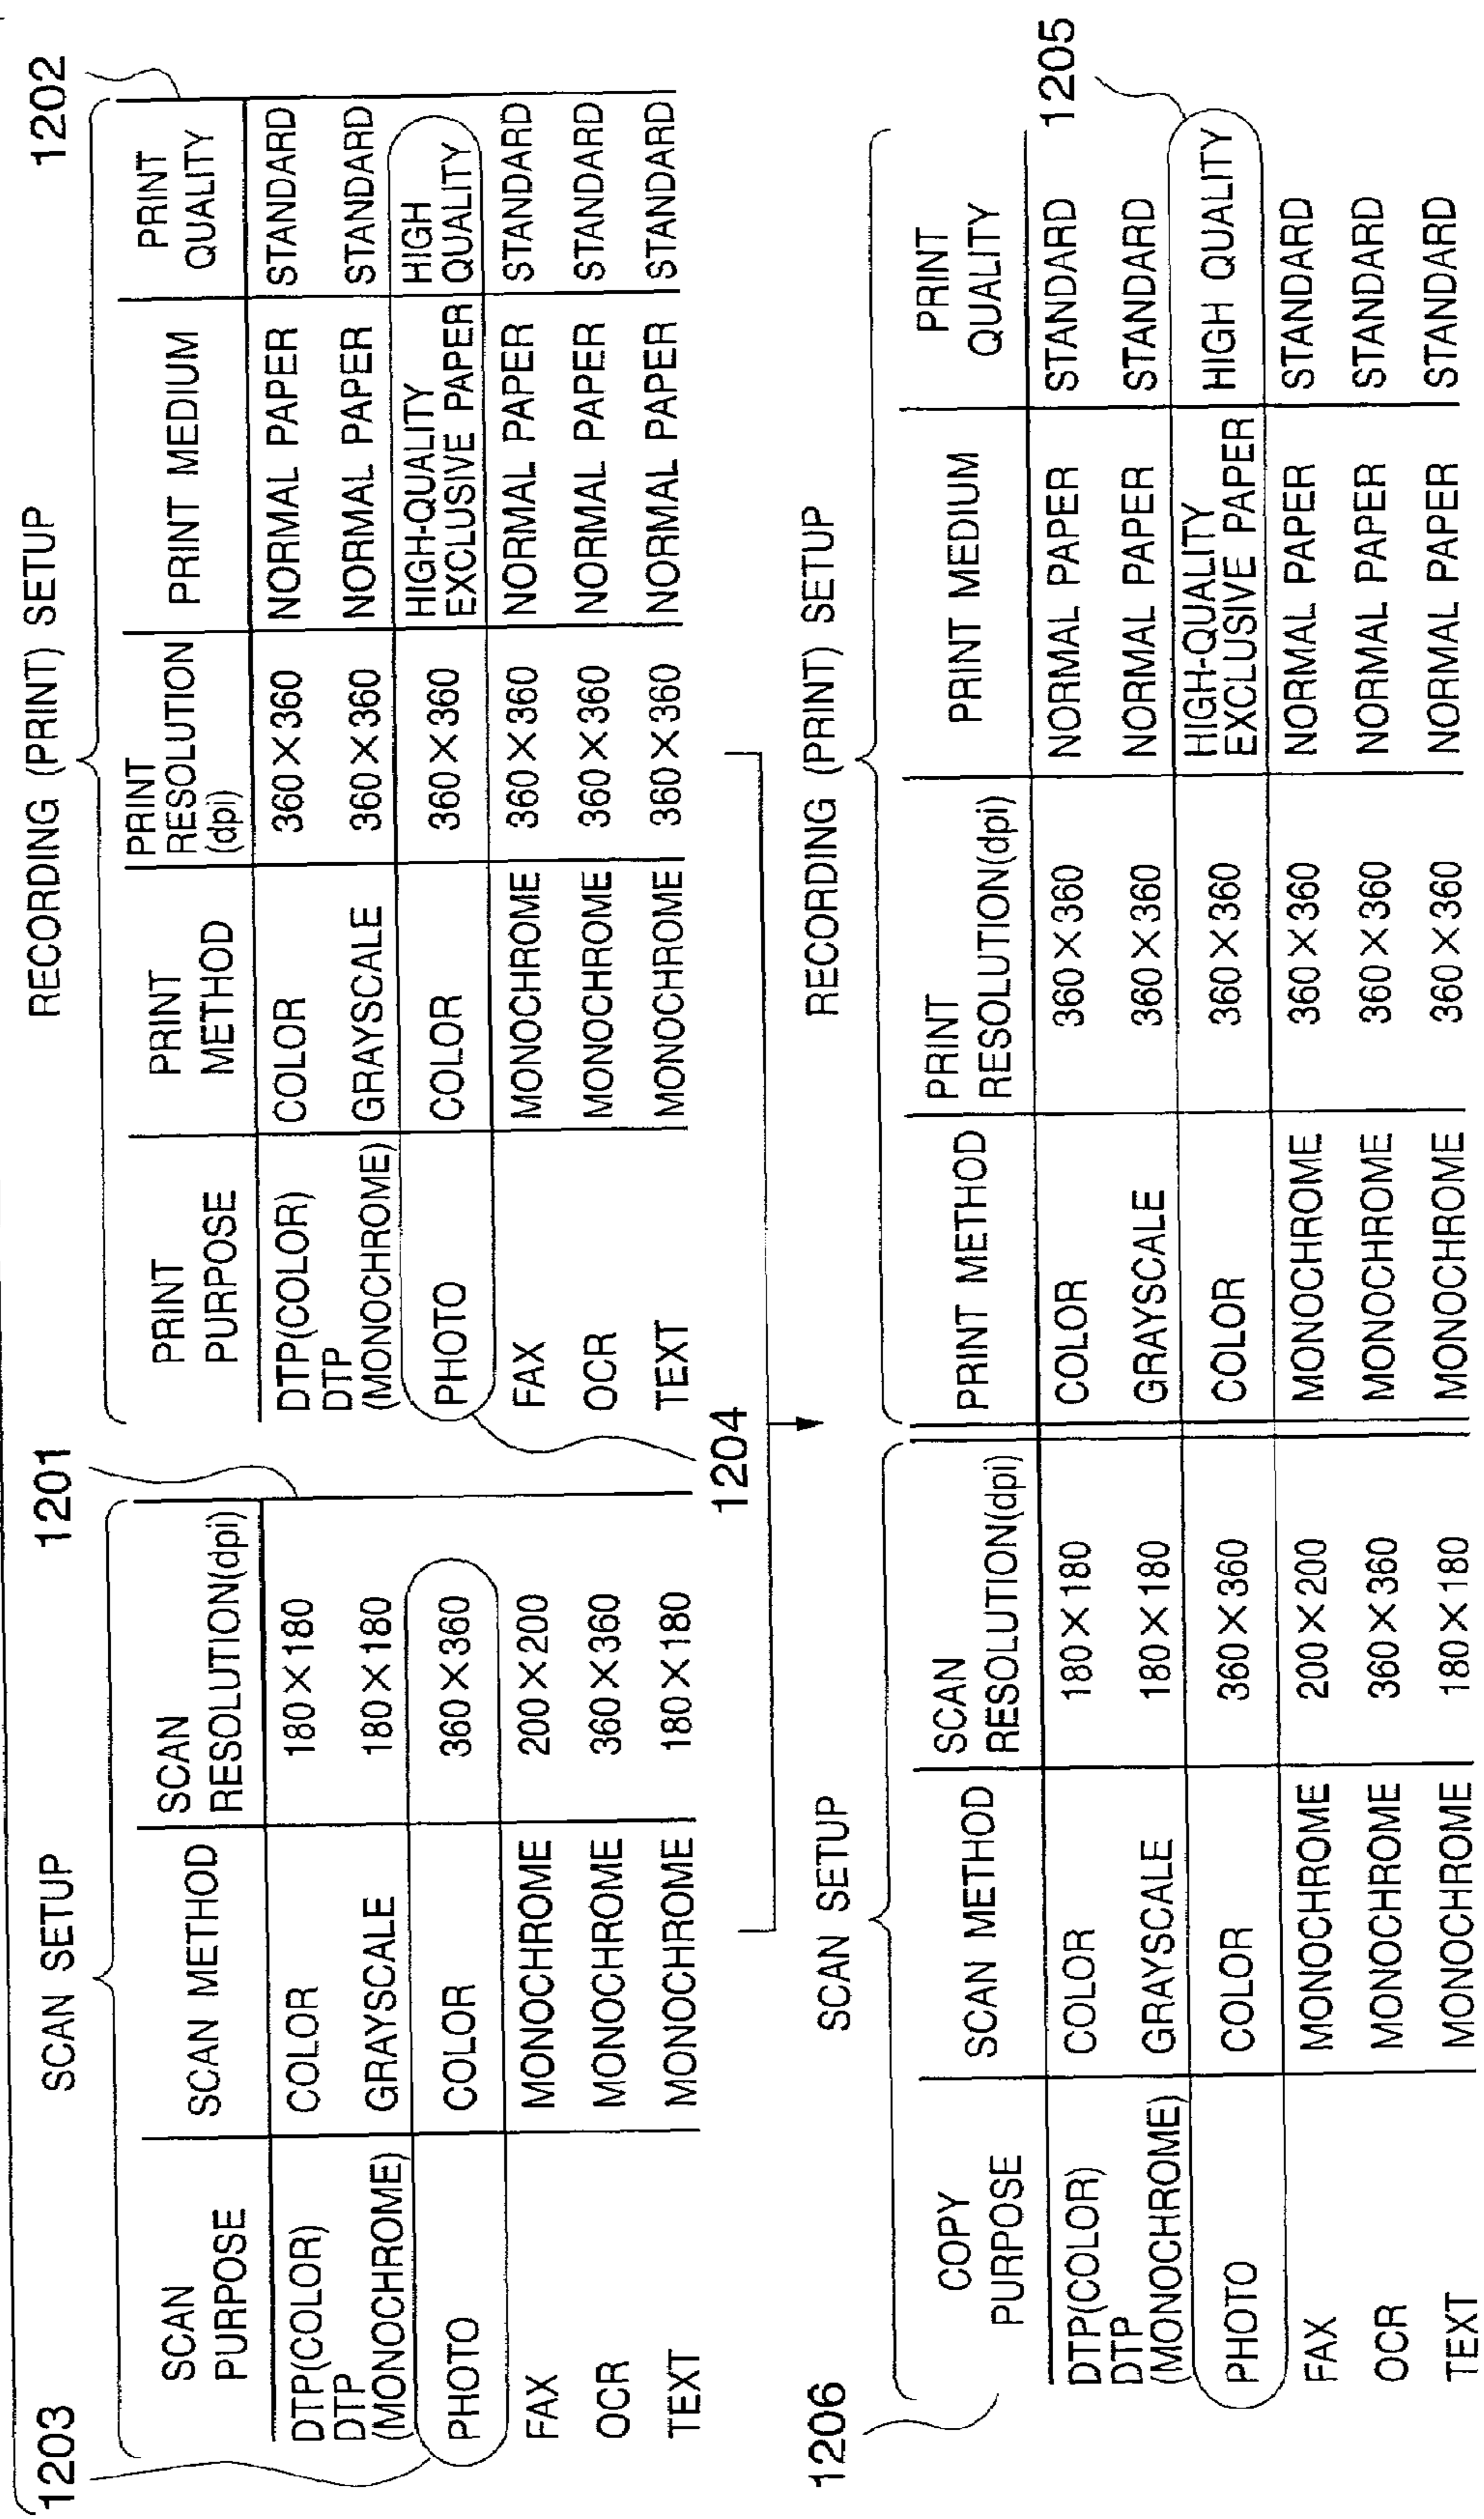 1203
SCAN SETUP
1201
RECORDING (PRINT) SETUP
1202
SCAN PURPOSE SCAN METHOD SCAN RESOLUTION(dpi)
DTP(COLOR) COLOR 180×180
DTP (MONOCHROME) GRAYSCALE 180×180
PHOTO COLOR 360×360
FAX MONOCHROME 200×200
OCR MONOCHROME 360×360
TEXT MONOCHROME 180×180
PRINT PURPOSE PRINT METHOD PRINT RESOLUTION (dpi) PRINT MEDIUM PRINT QUALITY
DTP(COLOR) COLOR 360×360 NORMAL PAPER STANDARD
DTP (MONOCHROME) GRAYSCALE 360×360 NORMAL PAPER STANDARD
PHOTO COLOR 360×360 HIGH-QUALITY EXCLUSIVE PAPER HIGH QUALITY
FAX MONOCHROME 360×360 NORMAL PAPER STANDARD
OCR MONOCHROME 360×360 NORMAL PAPER STANDARD
TEXT MONOCHROME 360×360 NORMAL PAPER STANDARD
1204
1206
SCAN SETUP
RECORDING (PRINT) SETUP
1205
COPY PURPOSE SCAN METHOD SCAN RESOLUTION(dpi) PRINT METHOD PRINT RESOLUTION(dpi) PRINT MEDIUM PRINT QUALITY
DTP(COLOR) COLOR 180×180 COLOR 360×360 NORMAL PAPER STANDARD
DTP (MONOCHROME) GRAYSCALE 180×180 GRAYSCALE 360×360 NORMAL PAPER STANDARD
PHOTO COLOR 360×360 COLOR 360×360 HIGH-QUALITY EXCLUSIVE PAPER HIGH QUALITY
FAX MONOCHROME 200×200 MONOCHROME 360×360 NORMAL PAPER STANDARD
OCR MONOCHROME 360×360 MONOCHROME 360×360 NORMAL PAPER STANDARD
TEXT MONOCHROME 180×180 MONOCHROME 360×360 NORMAL PAPER STANDARD